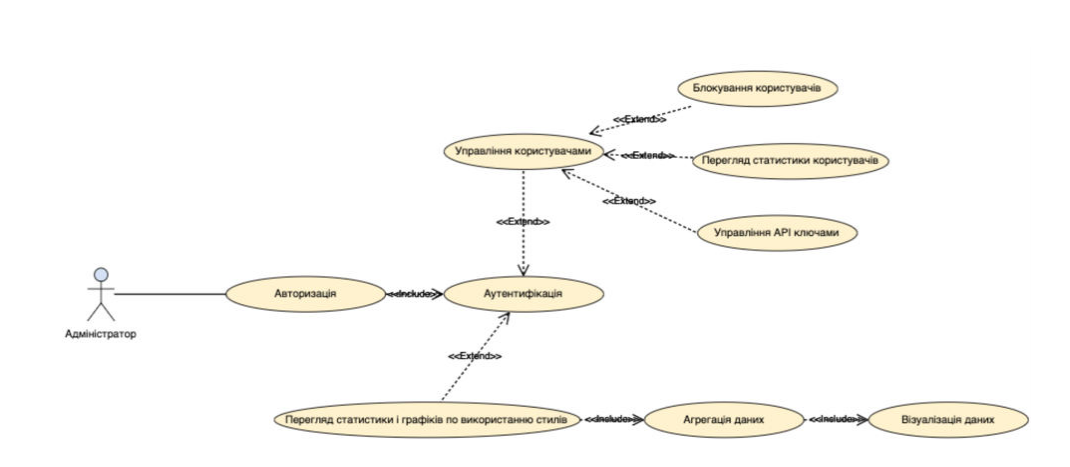 Блокування користувачів
<<Extend>>
Управління користувачами
<<Extend>>
Перегляд статистики користувачів
<<Extend>>
Управління API ключами
<<Extend>>
Авторизація
<<Include>>
Аутентифікація
Адміністратор
<<Extend>>
Перегляд статистики і графіків по використанню стилів
<<Include>>
Агрегація даних
<<Include>>
Візуалізація даних